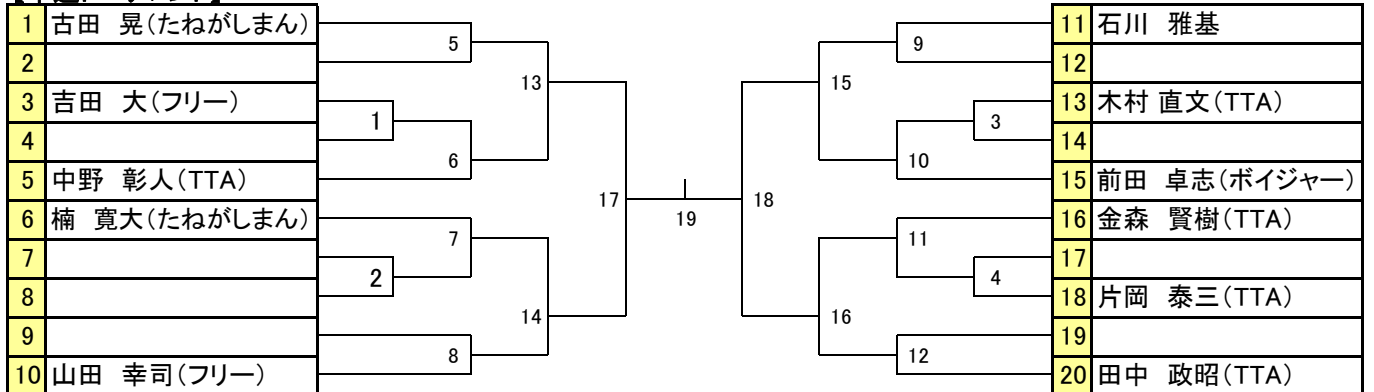 1 古田 晃(たねがしまん)
2
3 吉田 大(フリー)
4
5 中野 彰人(TTA)
6 楠 寛大(たねがしまん)
7
8
9
10 山田 幸司(フリー)
5
1
6
7
2
8
13
14
17
19
18
15
16
9
3
10
11
4
12
11 石川 雅基
12
13 木村 直文(TTA)
14
15 前田 卓志(ボイジャー)
16 金森 賢樹(TTA)
17
18 片岡 泰三(TTA)
19
20 田中 政昭(TTA)